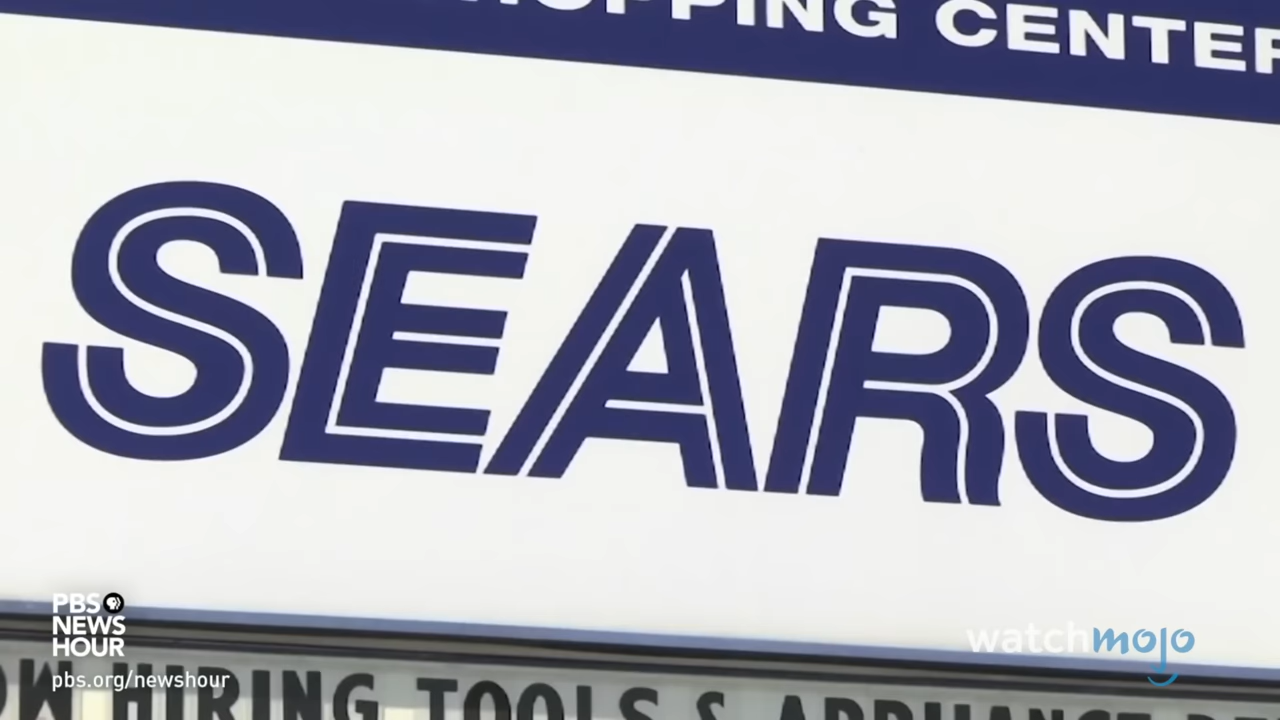 CENTER
SEARS
PBS
NEWS
HOUR
pbs.org/newshour
watchmojo
HIRING TOOLS &